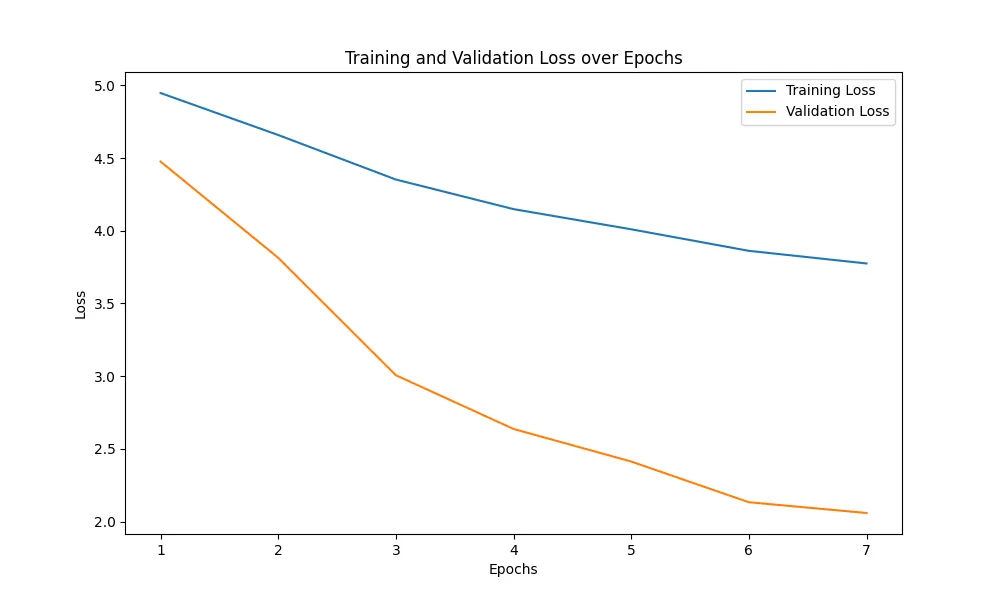 Training and Validation Loss over Epochs
Training Loss
Validation Loss
5.0
4.5
4.0
3.5
3.0
2.5
2.0
Loss
1 2 3 4 5 6 7
Epochs